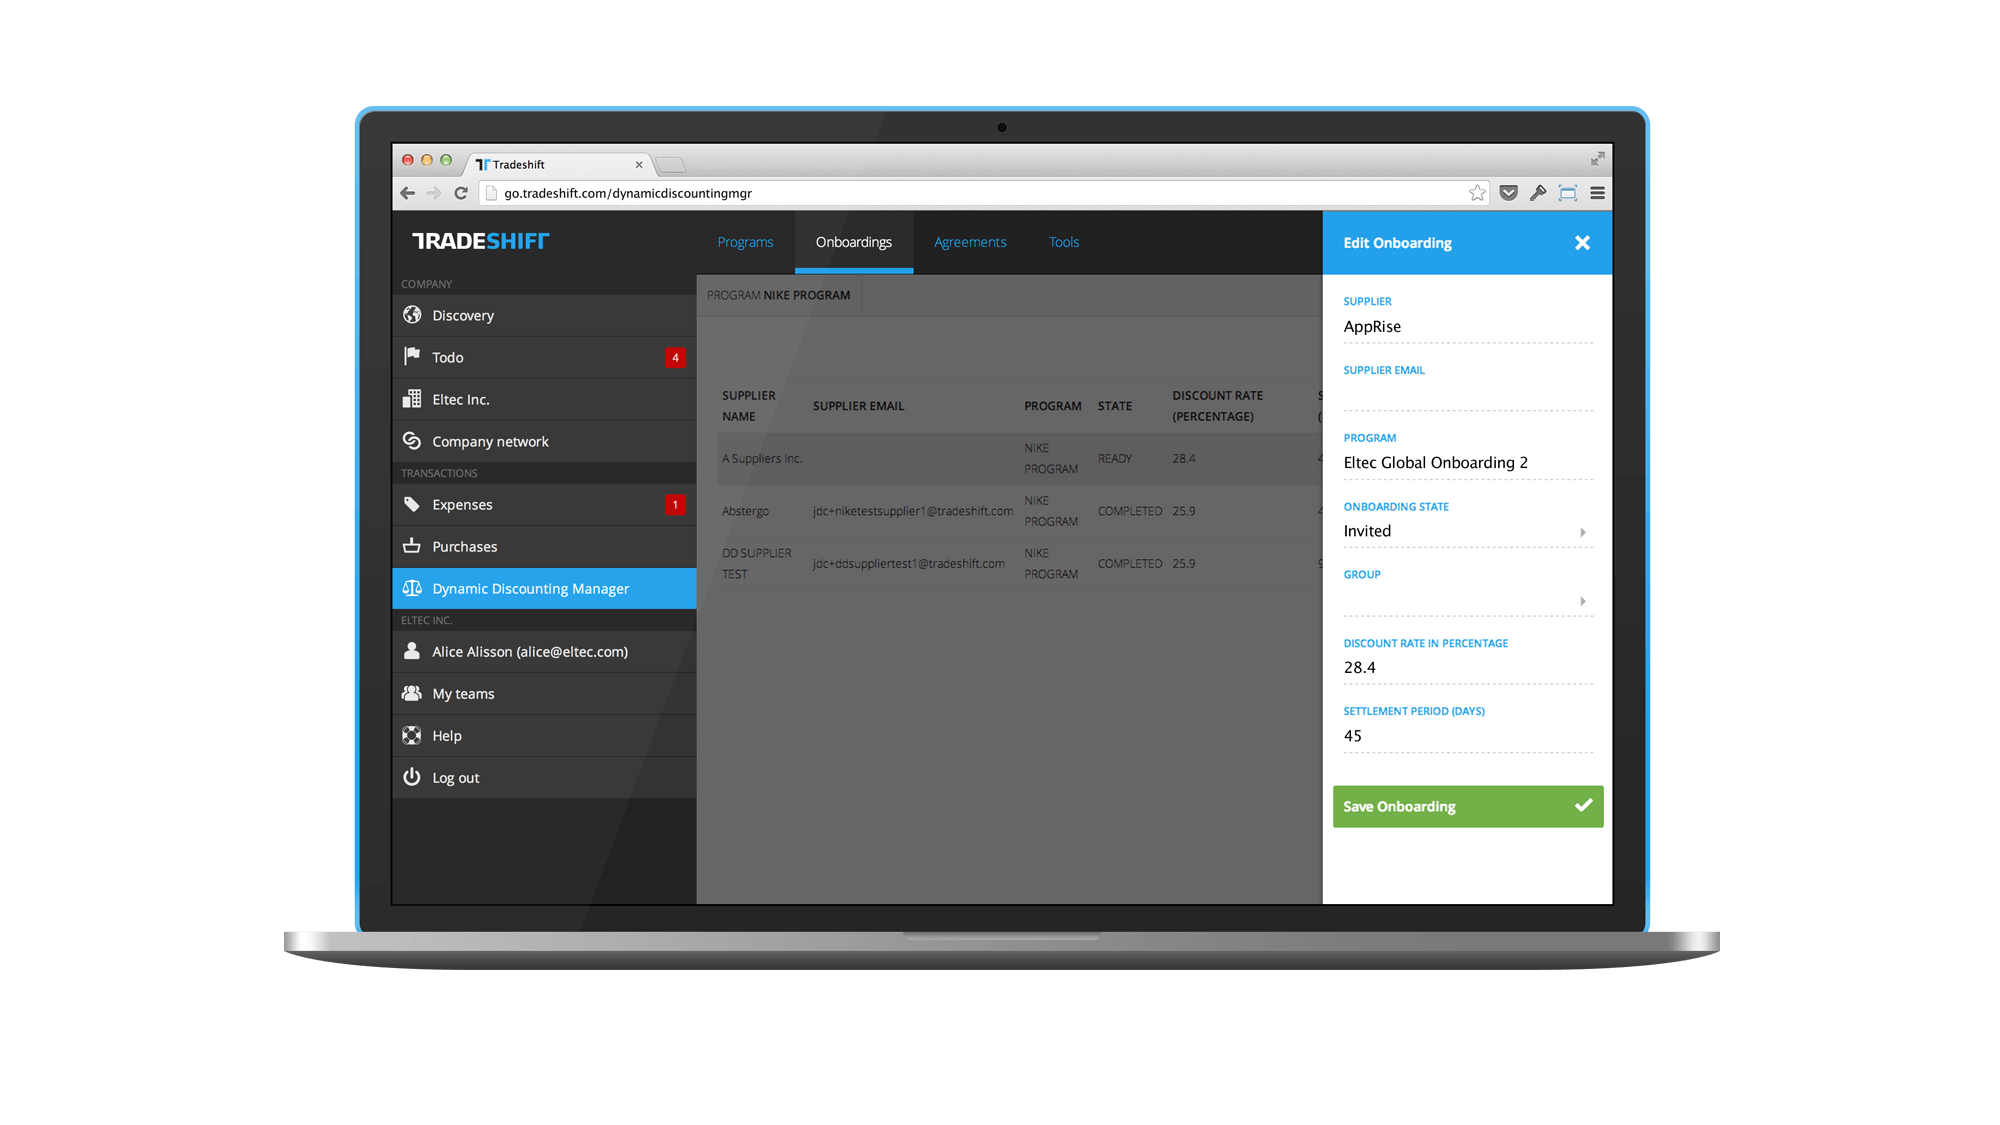 Tradeshift
go.tradeshift.com/dynamicdiscountingmgr
TRADESHIFT
COMPANY
Discovery
Todo 4
Eltec Inc.
Company network
TRANSACTIONS
Expenses 1
Purchases
Dynamic Discounting Manager
ELTEC INC.
Alice Alisson (alice@eltec.com)
My teams
Help
Log out
Programs Onboardings Agreements Tools
PROGRAM NIKE PROGRAM
SUPPLIER NAME SUPPLIER EMAIL PROGRAM STATE DISCOUNT RATE (PERCENTAGE)
A Suppliers Inc. NIKE PROGRAM READY 28.4
Abstergo jdc+niketestsupplier1@tradeshift.com NIKE PROGRAM COMPLETED 25.9
DD SUPPLIER TEST jdc+ddsuppliertest1@tradeshift.com NIKE PROGRAM COMPLETED 25.9
Edit Onboarding
SUPPLIER
AppRise
SUPPLIER EMAIL
PROGRAM
Eltec Global Onboarding 2
ONBOARDING STATE
Invited
GROUP
DISCOUNT RATE IN PERCENTAGE
28.4
SETTLEMENT PERIOD (DAYS)
45
Save Onboarding